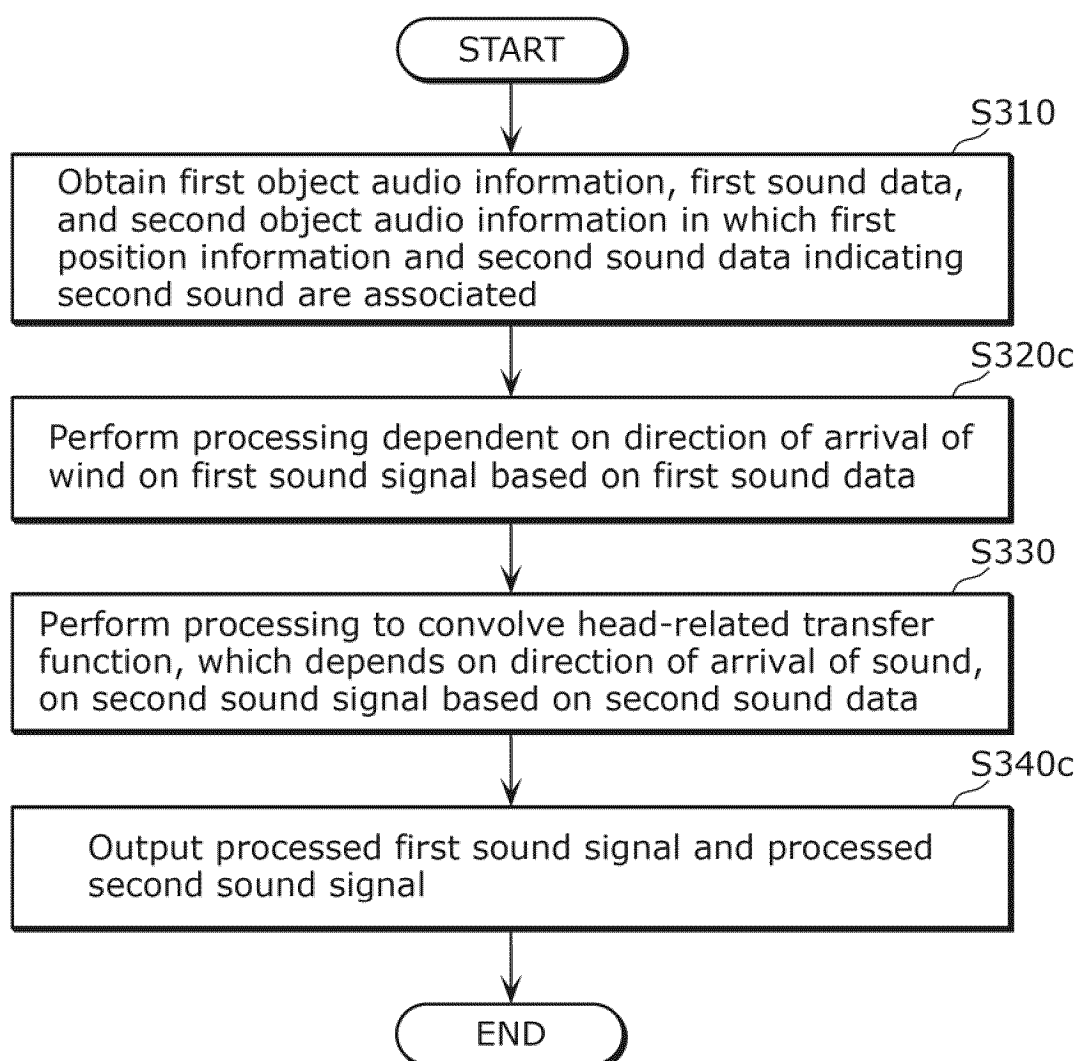 START
S310
Obtain first object audio information, first sound data,
and second object audio information in which first
position information and second sound data indicating
second sound are associated
S320c
Perform processing dependent on direction of arrival of
wind on first sound signal based on first sound data
S330
Perform processing to convolve head-related transfer
function, which depends on direction of arrival of sound,
on second sound signal based on second sound data
S340c
Output processed first sound signal and processed
second sound signal
END